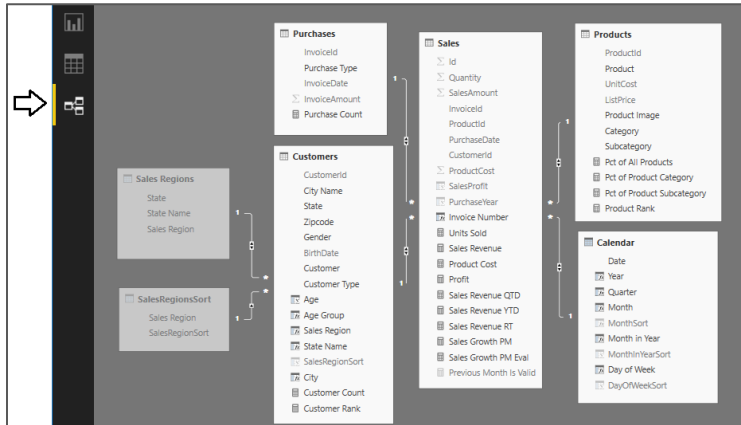 Purchases
InvoiceId
Purchase Type
InvoiceDate
InvoiceAmount
Purchase Count
1
Sales
Id
Quantity
SalesAmount
InvoiceId
ProductId
PurchaseDate
CustomerId
ProductCost
SalesProfit
PurchaseYear
Invoice Number
Units Sold
Sales Revenue
Product Cost
Profit
Sales Revenue QTD
Sales Revenue YTD
Sales Revenue RT
Sales Growth PM
Sales Growth PM Eval
Previous Month Is Valid
*
*
*
*
Products
ProductId
Product
UnitCost
ListPrice
Product Image
Category
Subcategory
Pct of All Products
Pct of Product Category
Pct of Product Subcategory
Product Rank
1
Customers
CustomerId
City Name
State
Zipcode
Gender
BirthDate
Customer
Customer Type
Age
Age Group
Sales Region
State Name
SalesRegionSort
City
Customer Count
Customer Rank
1
*
*
Sales Regions
State
State Name
Sales Region
1
SalesRegionsSort
Sales Region
SalesRegionSort
1
Calendar
Date
Year
Quarter
Month
MonthSort
Month in Year
MonthInYearSort
Day of Week
DayOfWeekSort
1